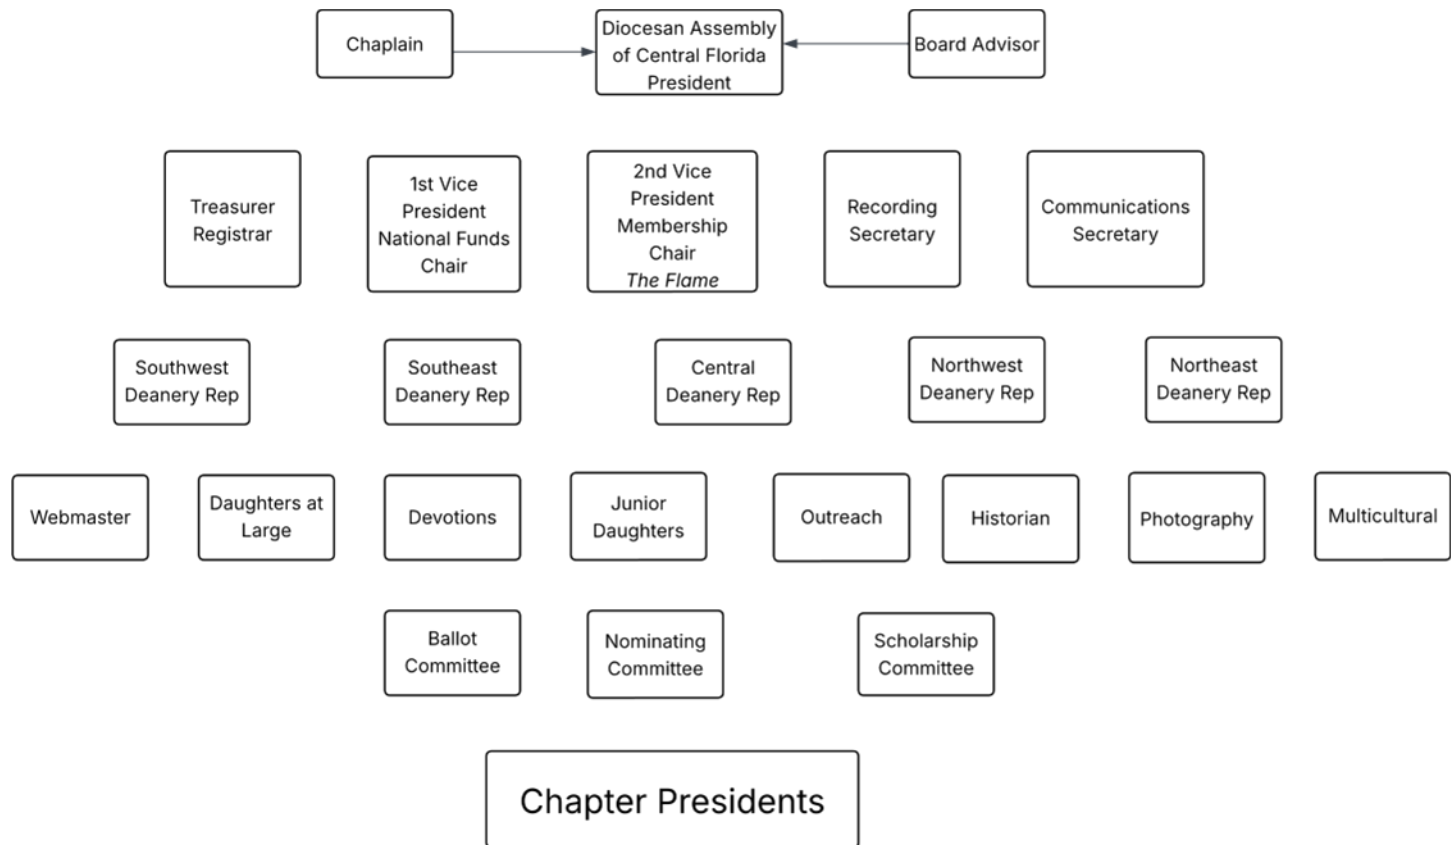 Chaplain
Diocesan Assembly
of Central Florida
President
Board Advisor
Treasurer
Registrar
1st Vice
President
National Funds
Chair
2nd Vice
President
Membership
Chair
The Flame
Recording
Secretary
Communications
Secretary
Southwest
Deanery Rep
Southeast
Deanery Rep
Central
Deanery Rep
Northwest
Deanery Rep
Northeast
Deanery Rep
Webmaster
Daughters at
Large
Devotions
Junior
Daughters
Outreach
Historian
Photography
Multicultural
Ballot
Committee
Nominating
Committee
Scholarship
Committee
Chapter Presidents